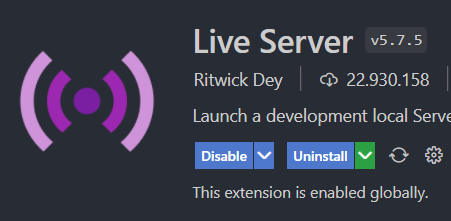 Live Server v5.7.5
Ritwick Dey 22.930.158
Launch a development local Serve
Disable Uninstall
This extension is enabled globally.